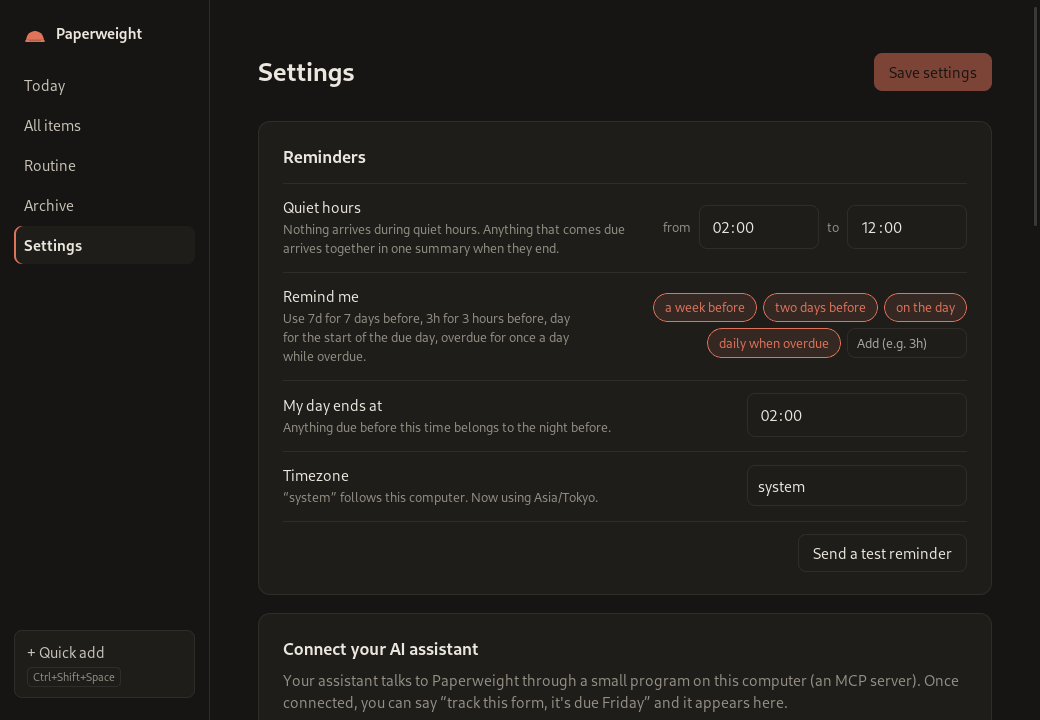 Paperweight
Today
All items
Routine
Archive
Settings
+ Quick add
Ctrl+Shift+Space
Settings
Save settings
Reminders
Quiet hours
Nothing arrives during quiet hours. Anything that comes due
arrives together in one summary when they end.
from 02:00 to 12:00
Remind me
Use 7d for 7 days before, 3h for 3 hours before, day
for the start of the due day, overdue for once a day
while overdue.
a week before two days before on the day
daily when overdue Add (e.g. 3h)
My day ends at
Anything due before this time belongs to the night before.
02:00
Timezone
“system” follows this computer. Now using Asia/Tokyo.
system
Send a test reminder
Connect your AI assistant
Your assistant talks to Paperweight through a small program on this computer (an MCP server). Once
connected, you can say “track this form, it's due Friday” and it appears here.